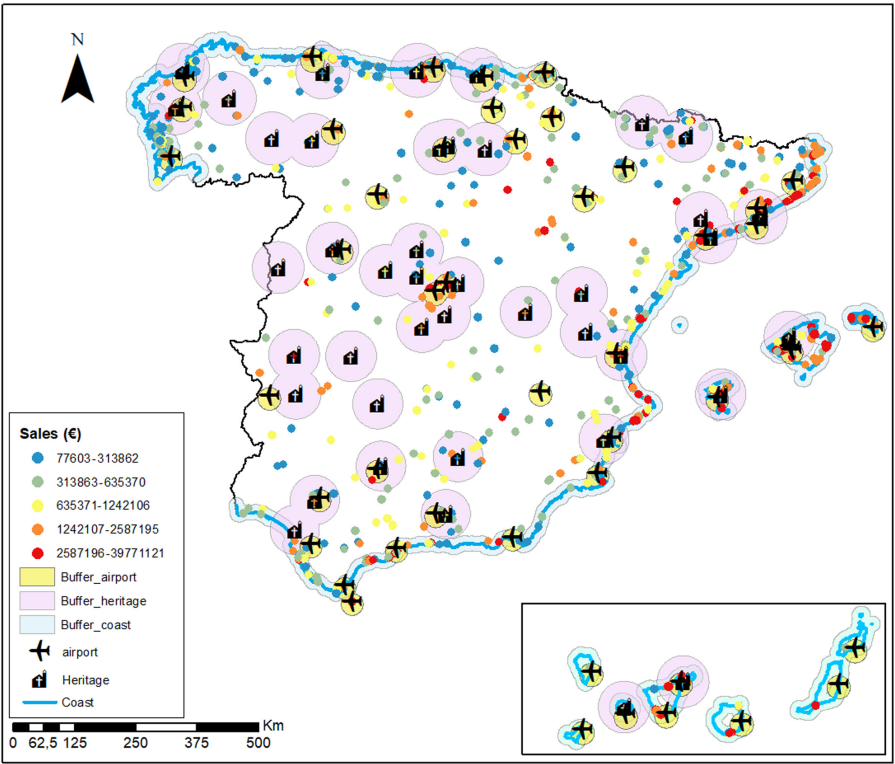 N
Sales (€)
77603-313862
313863-635370
635371-1242106
1242107-2587195
2587196-39771121
Buffer_airport
Buffer_heritage
Buffer_coast
airport
Heritage
Coast
Km
0 62,5 125 250 375 500